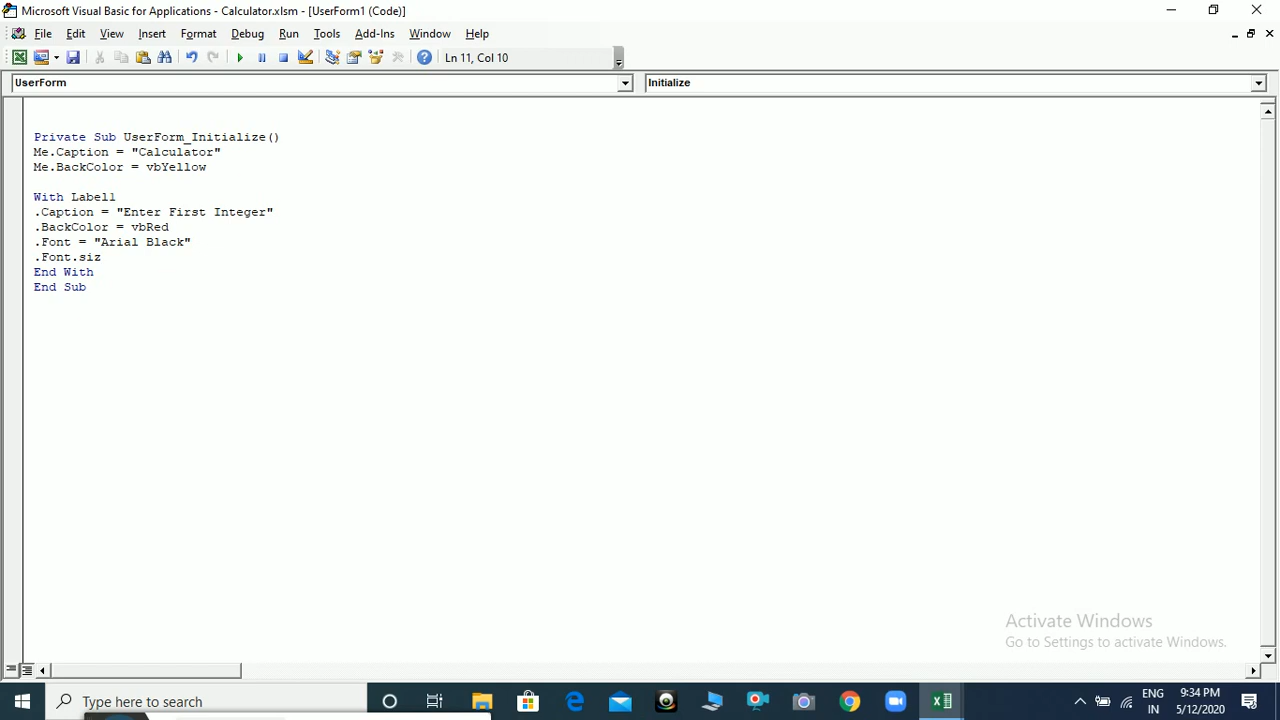 Microsoft Visual Basic for Applications - Calculator.xlsm - [UserForm1 (Code)]
File Edit View Insert Format Debug Run Tools Add-Ins Window Help
Ln 11, Col 10
UserForm Initialize
Private Sub UserForm_Initialize()
Me.Caption = "Calculator"
Me.BackColor = vbYellow
With Label1
.Caption = "Enter First Integer"
.BackColor = vbRed
.Font = "Arial Black"
.Font.siz
End With
End Sub
Activate Windows
Go to Settings to activate Windows.
Type here to search
ENG 9:34 PM
IN 5/12/2020